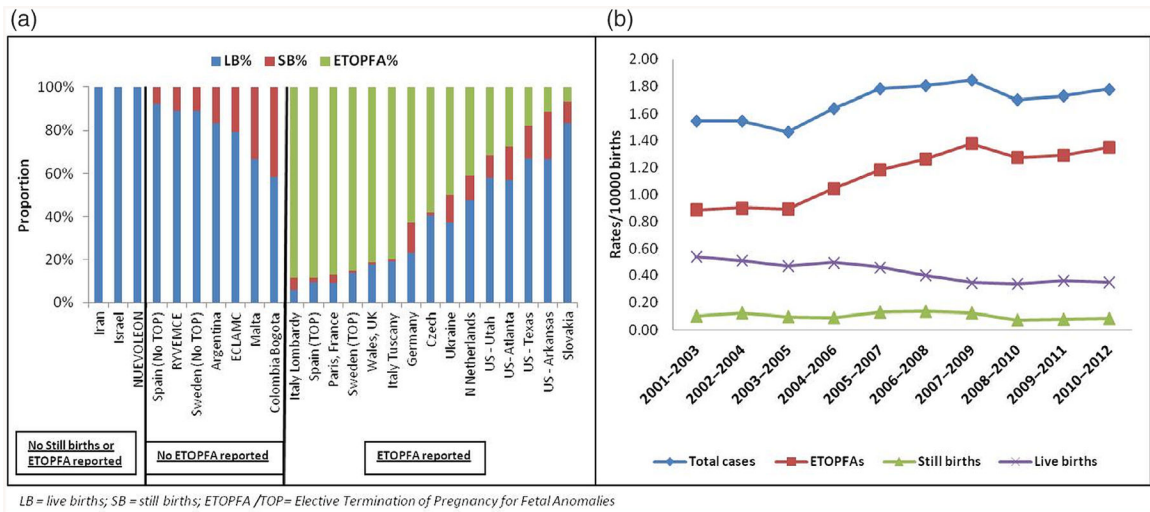 (a)
LB% SB% ETOPFA%
Proportion
100%
80%
60%
40%
20%
0%
Iran
Israel
NUEVOLEON
Spain (No TOP)
RYVEMCE
Sweden (No TOP)
Argentina
ECLAMC
Malta
Colombia Bogota
Italy Lombardy
Spain (TOP)
Paris, France
Sweden (TOP)
Wales, UK
Italy Tuscany
Germany
Czech
Ukraine
N Netherlands
US - Utah
US- Atlanta
US - Texas
US - Arkansas
Slovakia
No Still births or
ETOPFA reported
No ETOPFA reported
ETOPFA reported
(b)
Rates/10000 births
2.00
1.80
1.60
1.40
1.20
1.00
0.80
0.60
0.40
0.20
0.00
2001–2003
2002–2004
2003–2005
2004–2006
2005–2007
2006–2008
2007–2009
2008–2010
2009–2011
2010–2012
Total cases ETOPFAs Still births Live births
LB = live births; SB = still births; ETOPFA /TOP= Elective Termination of Pregnancy for Fetal Anomalies